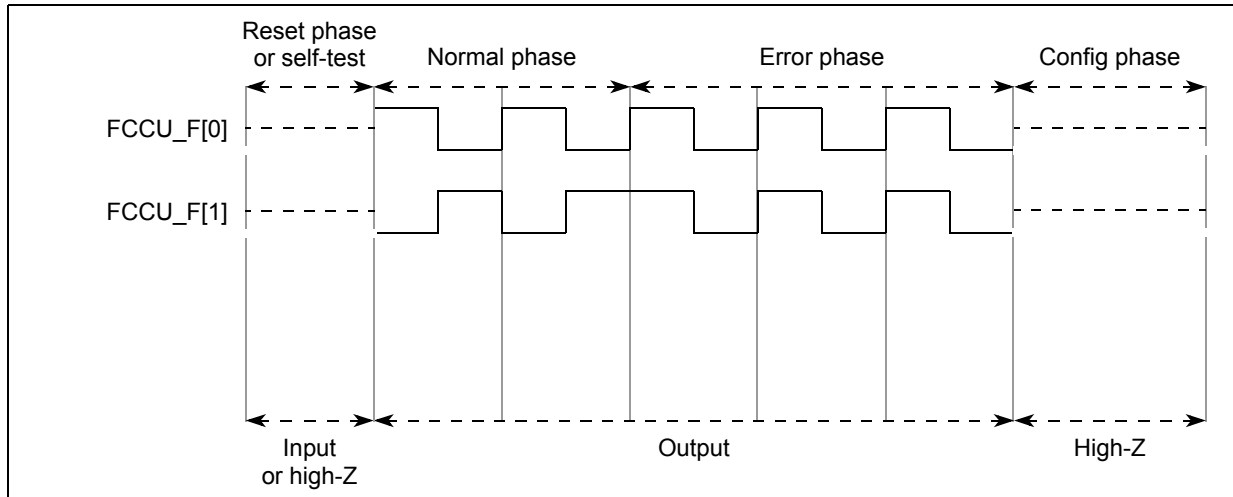 Reset phase
or self-test
Normal phase
Error phase
Config phase
FCCU_F[0]
FCCU_F[1]
Input
or high-Z
Output
High-Z